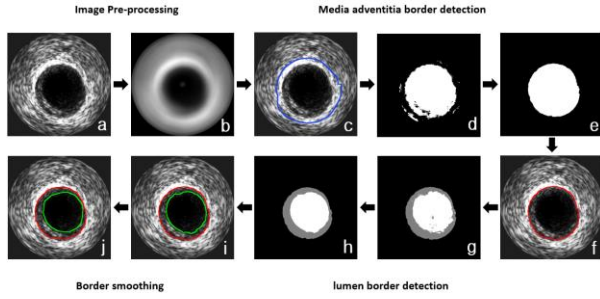 Image Pre-processing
Media adventitia border detection
a
b
c
d
e
j
i
h
g
f
Border smoothing
lumen border detection